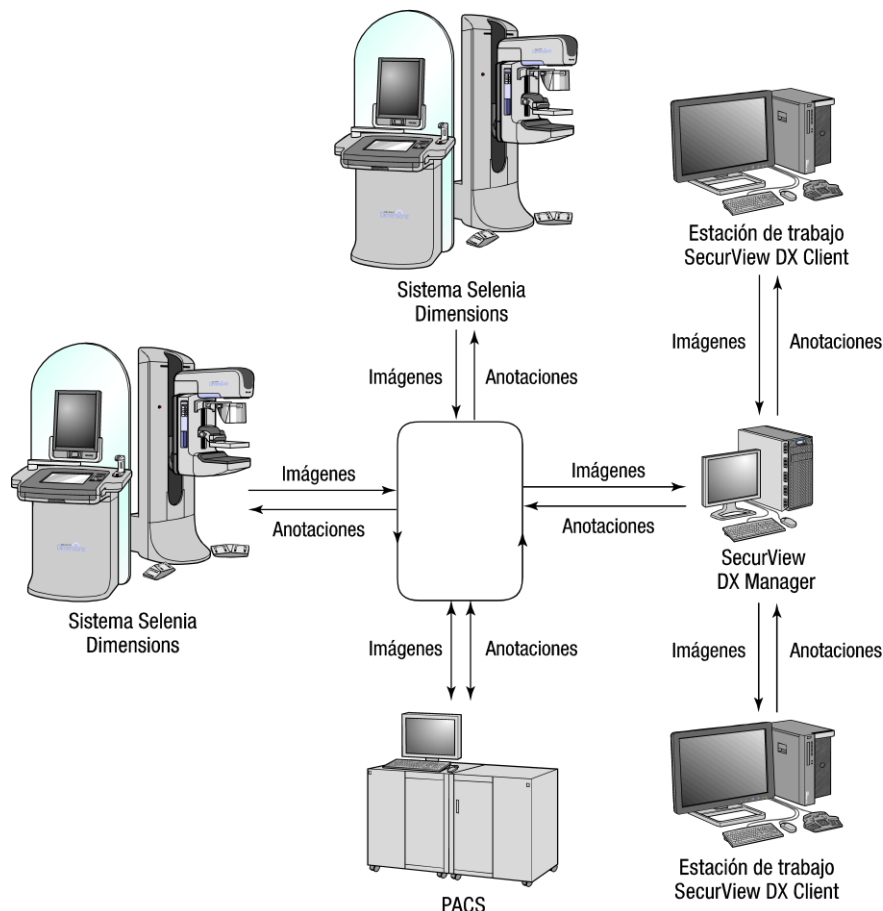 Estación de trabajo
SecurView DX Client
Sistema Selenia
Dimensions
Imágenes
Anotaciones
Imágenes
Anotaciones
Imágenes
Anotaciones
Imágenes
Anotaciones
SecurView
DX Manager
Sistema Selenia
Dimensions
Imágenes
Anotaciones
Imágenes
Anotaciones
PACS
Estación de trabajo
SecurView DX Client